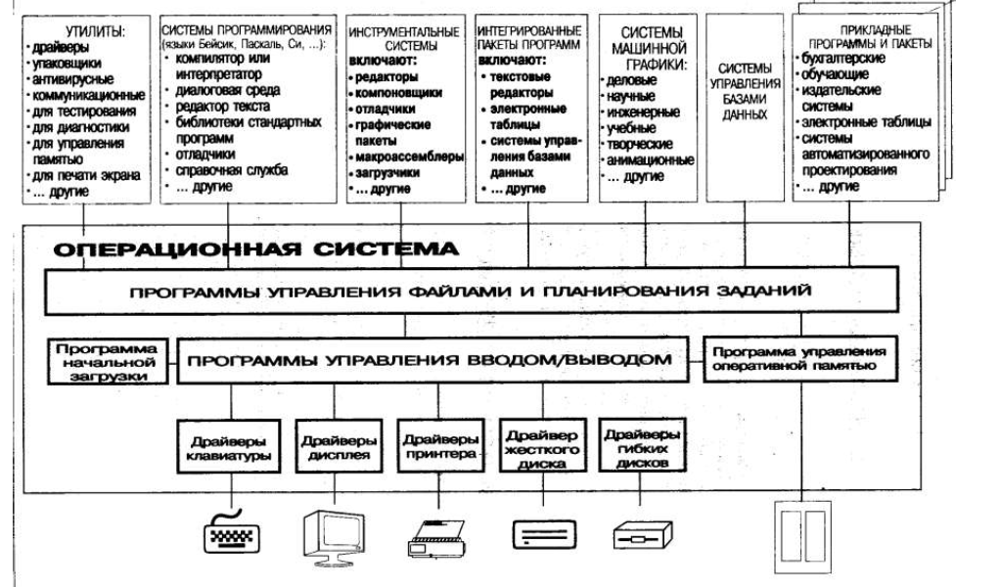 УТИЛИТЫ:
• драйверы
• упаковщики
• антивирусные
• коммуникационные
• для тестирования
• для диагностики
• для управления
памятью
• для печати экрана
• ... другие
СИСТЕМЫ ПРОГРАММИРОВАНИЯ
(языки Бейсик, Паскаль, Си, ...):
• компилятор или
интерпретатор
• диалоговая среда
• редактор текста
• библиотеки стандартных
программ
• отладчики
• справочная служба
• ... другие
ИНСТРУМЕНТАЛЬНЫЕ
СИСТЕМЫ
включают:
• редакторы
• компоновщики
• отладчики
• графические
пакеты
• макроассемблеры
• загрузчики
• ... другие
ИНТЕГРИРОВАННЫЕ
ПАКЕТЫ ПРОГРАММ
включают:
• текстовые
редакторы
• электронные
таблицы
• системы управ-
ления базами
данных
• ... другие
СИСТЕМЫ
МАШИННОЙ
ГРАФИКИ:
• деловые
• научные
• инженерные
• учебные
• творческие
• анимационные
• ... другие
СИСТЕМЫ
УПРАВЛЕНИЯ
БАЗАМИ
ДАННЫХ
ПРИКЛАДНЫЕ
ПРОГРАММЫ И ПАКЕТЫ
• бухгалтерские
• обучающие
• издательские
системы
• электронные таблицы
• системы
автоматизированного
проектирования
• ... другие
ОПЕРАЦИОННАЯ СИСТЕМА
ПРОГРАММЫ УПРАВЛЕНИЯ ФАЙЛАМИ И ПЛАНИРОВАНИЯ ЗАДАНИЙ
Программа
начальной
загрузки
ПРОГРАММЫ УПРАВЛЕНИЯ ВВОДОМ/ВЫВОДОМ
Программа управления
оперативной памятью
Драйверы
клавиатуры
Драйверы
дисплея
Драйверы
принтера
Драйвер
жесткого
диска
Драйверы
гибких
дисков